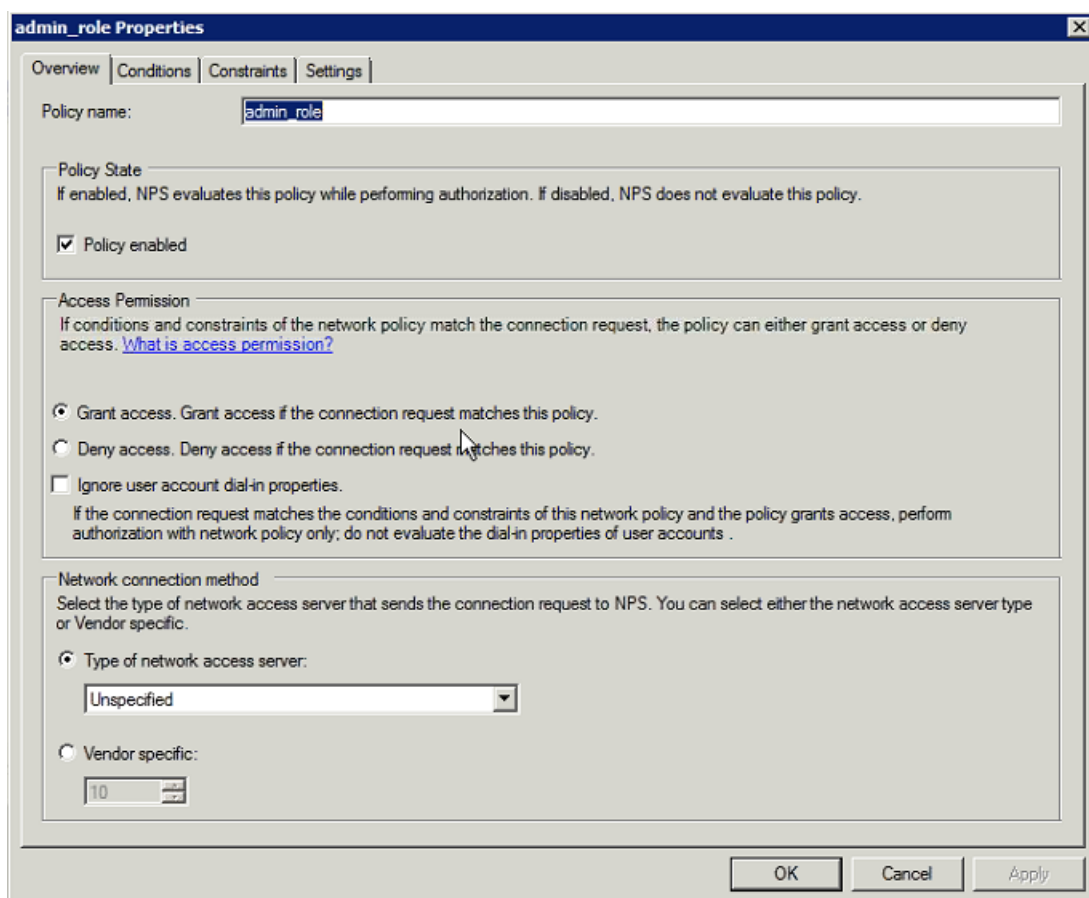 admin_role Properties
Overview Conditions Constraints Settings
Policy name: admin_role
Policy State
If enabled, NPS evaluates this policy while performing authorization. If disabled, NPS does not evaluate this policy.
Policy enabled
Access Permission
If conditions and constraints of the network policy match the connection request, the policy can either grant access or deny
access. What is access permission?
Grant access. Grant access if the connection request matches this policy.
Deny access. Deny access if the connection request matches this policy.
Ignore user account dial-in properties.
If the connection request matches the conditions and constraints of this network policy and the policy grants access, perform
authorization with network policy only; do not evaluate the dial-in properties of user accounts .
Network connection method
Select the type of network access server that sends the connection request to NPS. You can select either the network access server type
or Vendor specific.
Type of network access server:
Unspecified
Vendor specific:
10
OK Cancel Apply